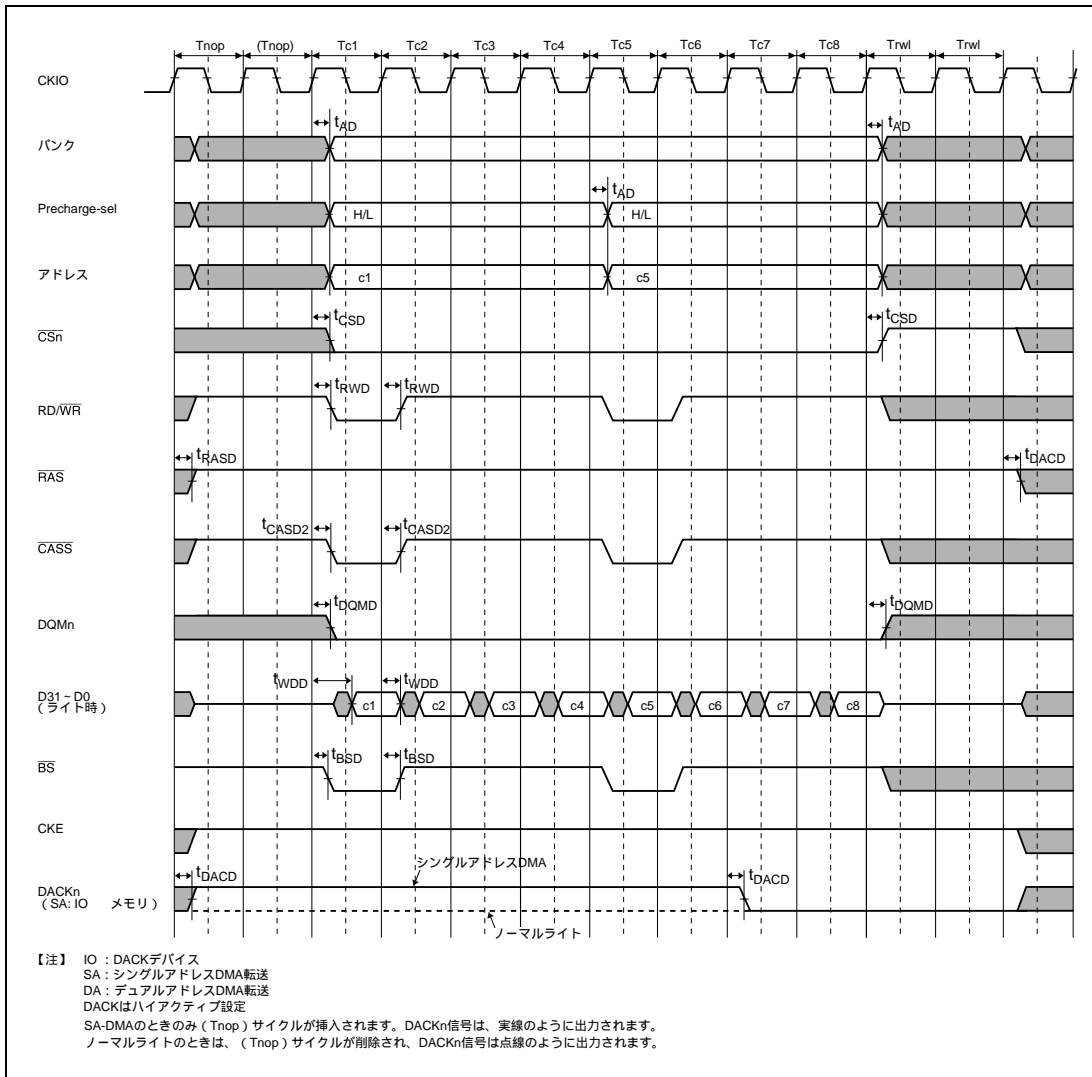 Tnop (Tnop) Tc1 Tc2 Tc3 Tc4 Tc5 Tc6 Tc7 Tc8 Trwl Trwl
CKIO
tAD tAD
バンク
tAD
Precharge-sel H/L H/L
アドレス c1 c5
tCSD tCSD
CSn
tRWD tRWD
RD/WR
tRASD tDACD
RAS
tCASD2 tCASD2
CASS
tDQMD tDQMD
DQMn
tWDD tWDD
D31~D0 c1 c2 c3 c4 c5 c6 c7 c8
(ライト時)
tBSD tBSD
BS
CKE
シングルアドレスDMA
tDACD tDACD
DACKn
(SA: IO メモリ)
ノーマルライト
【注】 IO : DACKデバイス
SA : シングルアドレスDMA転送
DA : デュアルアドレスDMA転送
DACKはハイアクティブ設定
SA-DMAのときのみ(Tnop)サイクルが挿入されます。DACKn信号は、実線のように出力されます。
ノーマルライトのときは、(Tnop)サイクルが削除され、DACKn信号は点線のように出力されます。